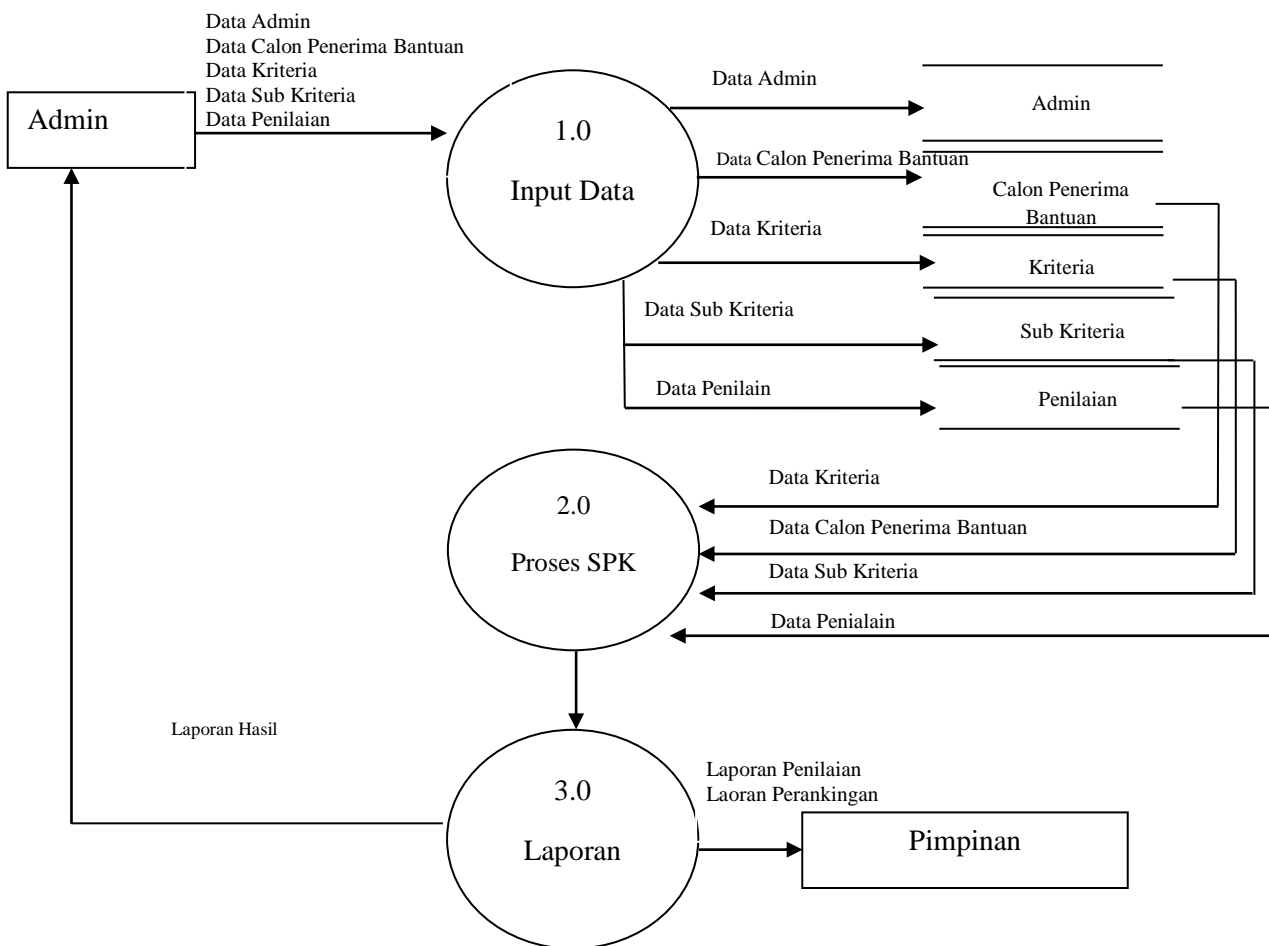 Data Admin
Data Calon Penerima Bantuan
Data Kriteria
Data Sub Kriteria
Data Penilaian
Admin
1.0
Input Data
Data Admin
Admin
Data Calon Penerima Bantuan
Calon Penerima
Bantuan
Data Kriteria
Kriteria
Data Sub Kriteria
Sub Kriteria
Data Penilain
Penilaian
2.0
Proses SPK
Data Kriteria
Data Calon Penerima Bantuan
Data Sub Kriteria
Data Penialain
Laporan Hasil
3.0
Laporan
Laporan Penilaian
Laoran Perankingan
Pimpinan